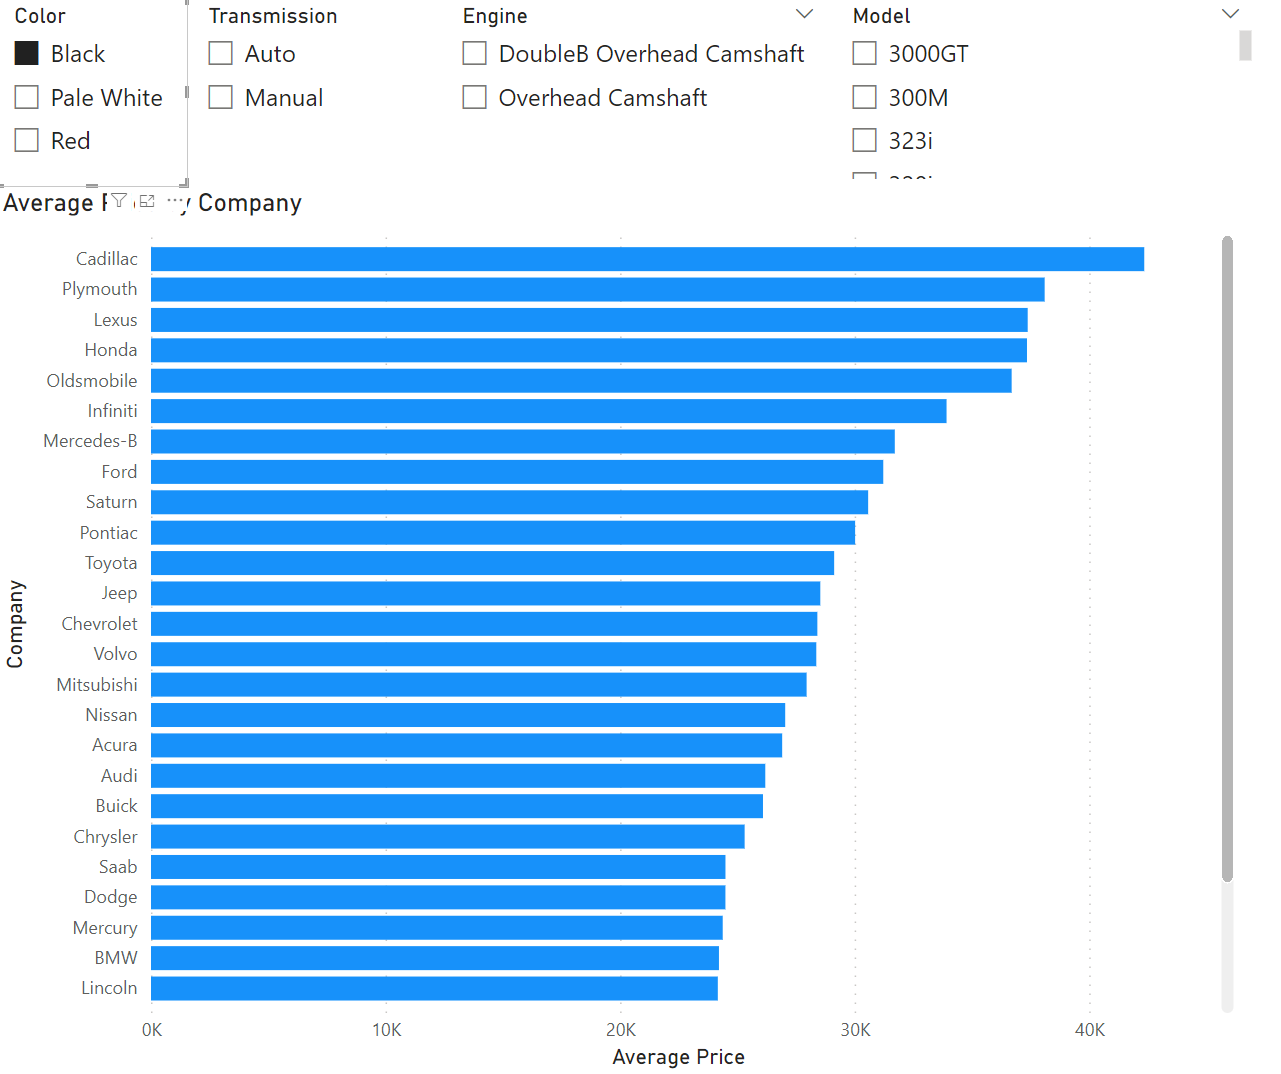 Color
Black
Pale White
Red
Transmission
Auto
Manual
Engine
DoubleB Overhead Camshaft
Overhead Camshaft
Model
3000GT
300M
323i
Average Company
Cadillac
Plymouth
Lexus
Honda
Oldsmobile
Infiniti
Mercedes-B
Ford
Saturn
Pontiac
Toyota
Jeep
Chevrolet
Volvo
Mitsubishi
Nissan
Acura
Audi
Buick
Chrysler
Saab
Dodge
Mercury
BMW
Lincoln
Company
0K 10K 20K 30K 40K
Average Price